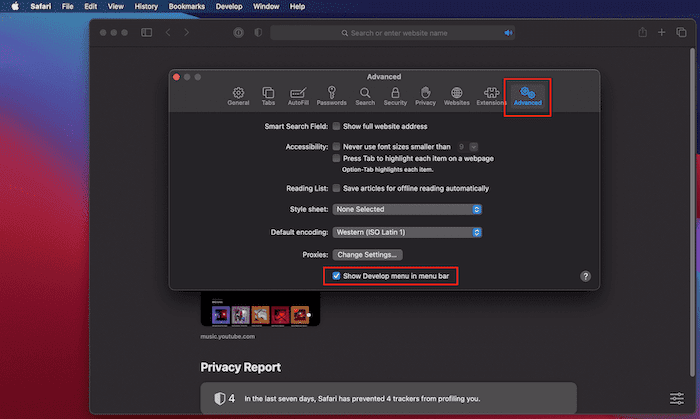 Safari File Edit View History Bookmarks Develop Window Help
Search or enter website name
Advanced
General Tabs AutoFill Passwords Search Security Privacy Websites Extensions Advanced
Smart Search Field: Show full website address
Accessibility: Never use font sizes smaller than 9
Press Tab to highlight each item on a webpage
Option-Tab highlights each item.
Reading List: Save articles for offline reading automatically
Style sheet: None Selected
Default encoding: Western (ISO Latin 1)
Proxies: Change Settings...
Show Develop menu in menu bar
?
music.youtube.com
Privacy Report
4 In the last seven days, Safari has prevented 4 trackers from profiling you.